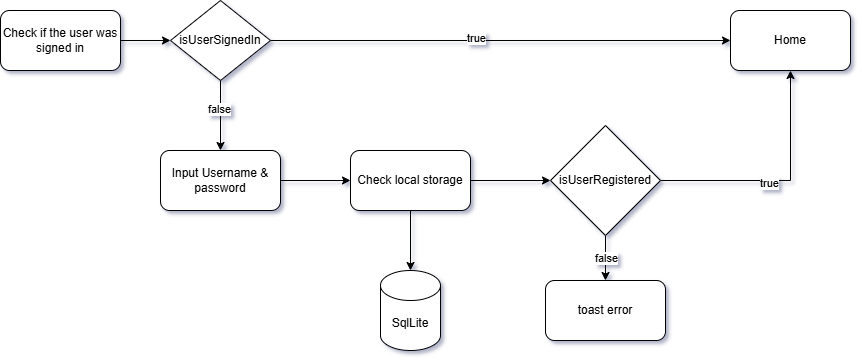 Check if the user was
signed in
isUserSignedIn
true
Home
false
Input Username &
password
Check local storage
isUserRegistered
true
false
SqlLite
toast error